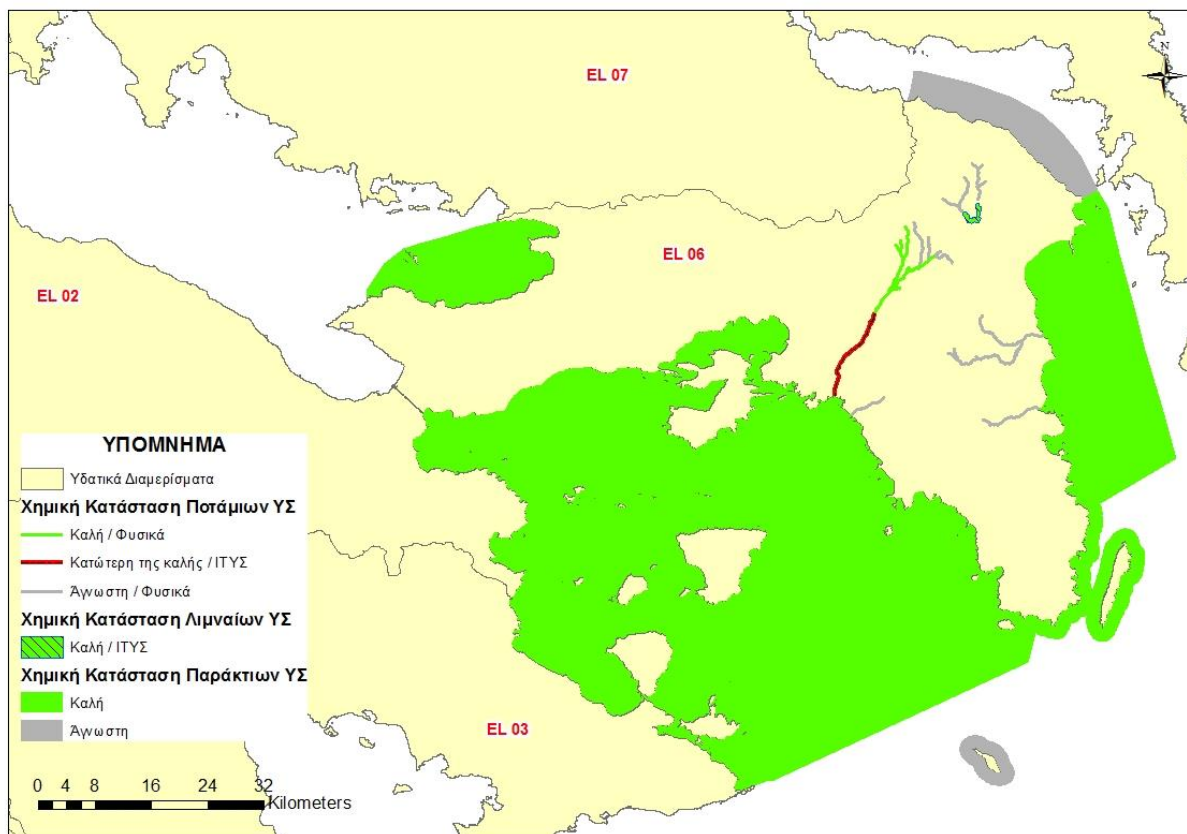 EL 07
N
EL 06
EL 02
EL 03
ΥΠΟΜΝΗΜΑ
Υδατικά Διαμερίσματα
Χημική Κατάσταση Ποτάμιων ΥΣ
Καλή / Φυσικά
Κατώτερη της καλής / ΙΤΥΣ
Άγνωστη / Φυσικά
Χημική Κατάσταση Λιμναίων ΥΣ
Καλή / ΙΤΥΣ
Χημική Κατάσταση Παράκτιων ΥΣ
Καλή
Άγνωστη
0 4 8 16 24 32
Kilometers